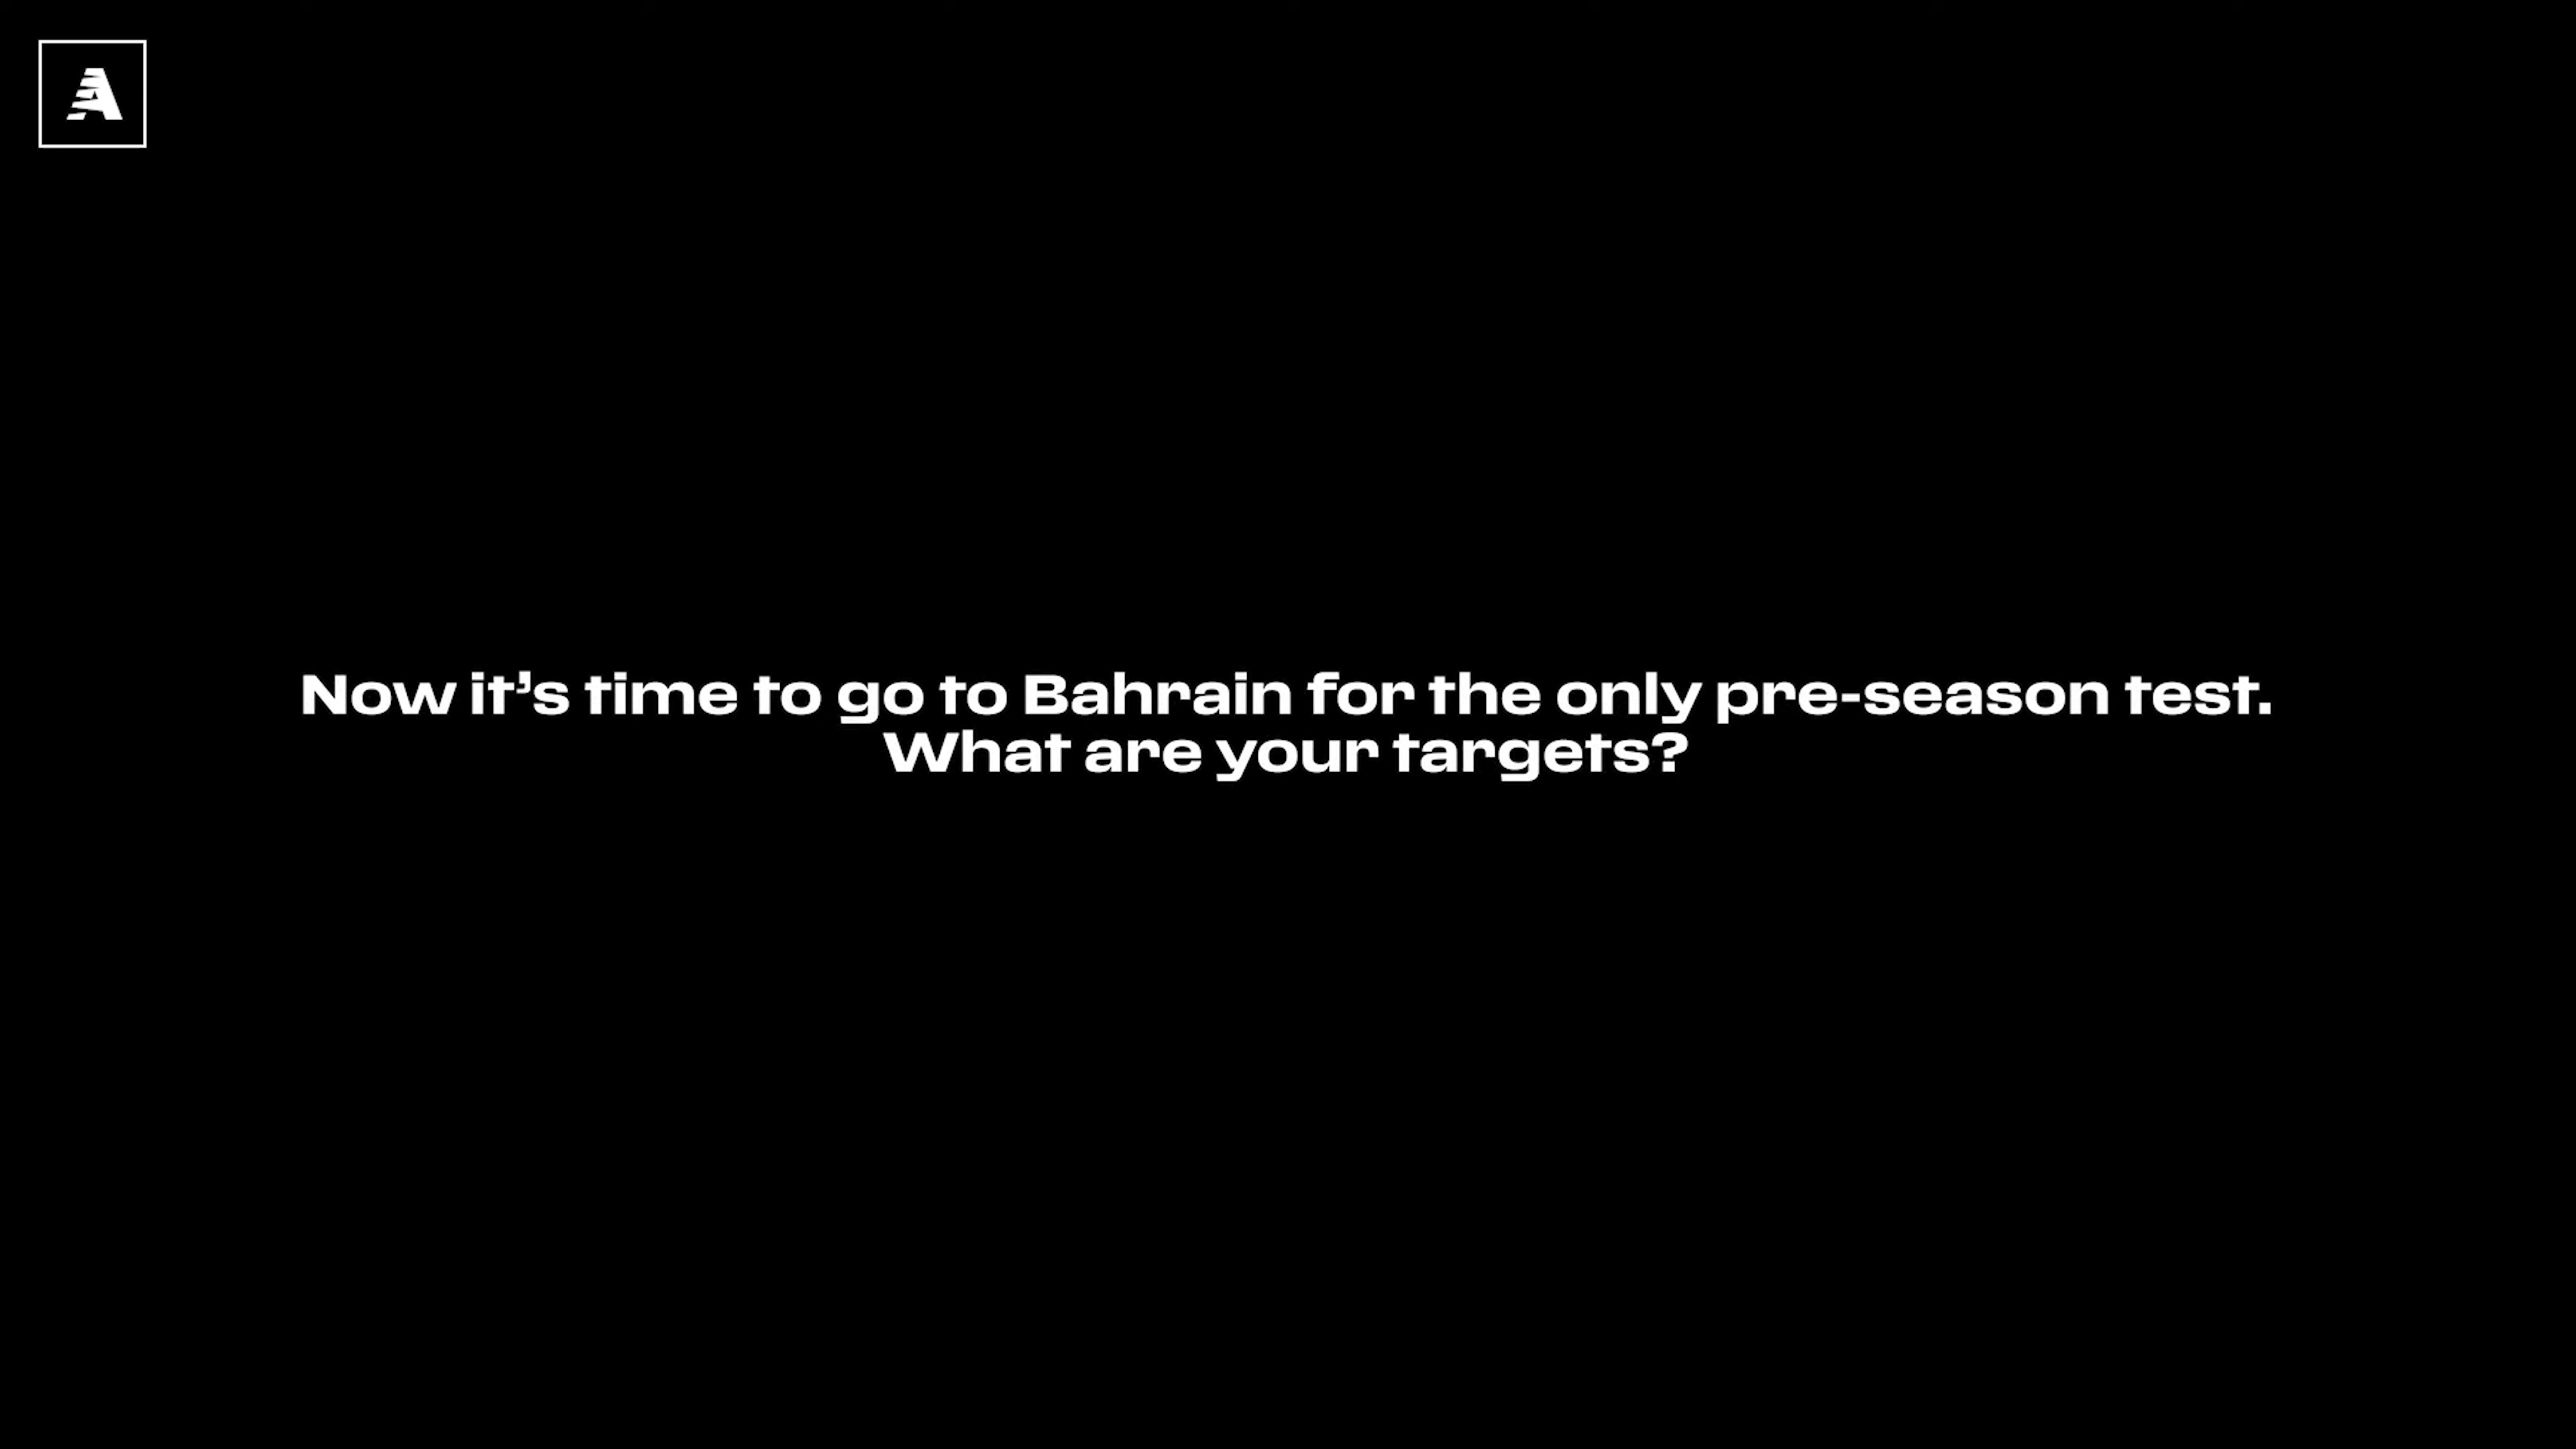 A
Now it’s time to go to Bahrain for the only pre-season test.
What are your targets?